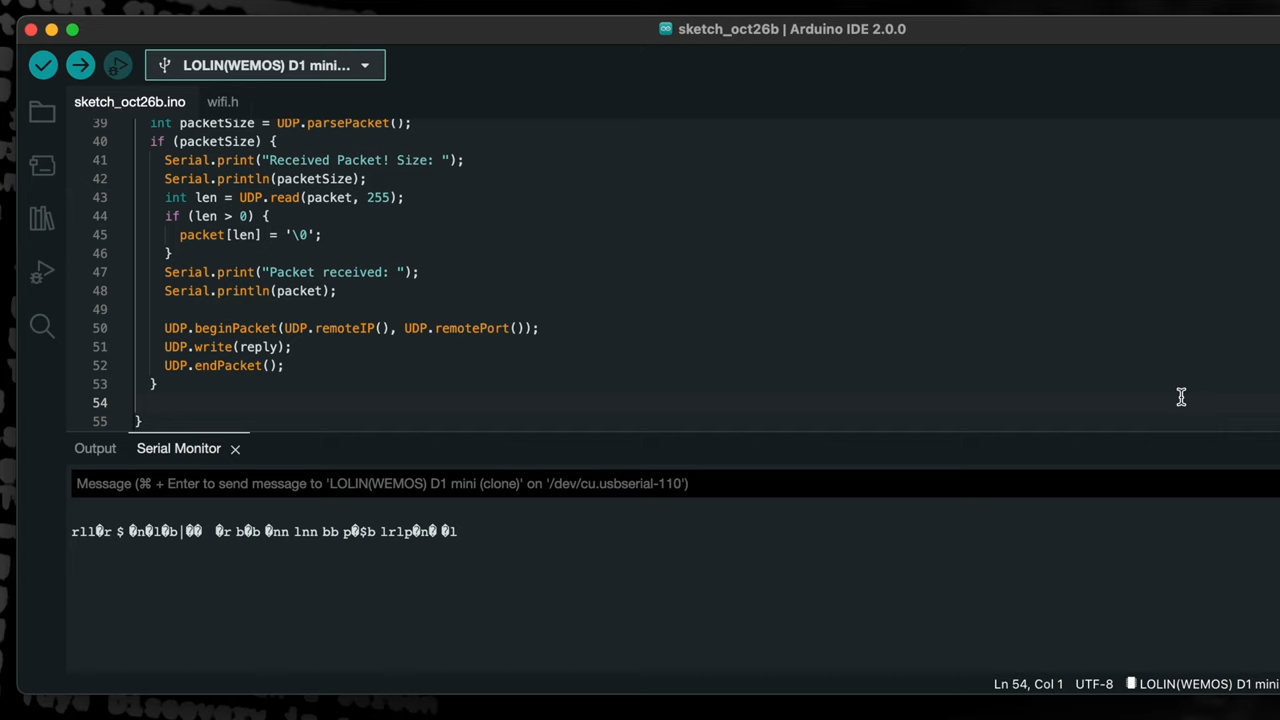 sketch_oct26b | Arduino IDE 2.0.0
LOLIN(WEMOS) D1 mini...
sketch_oct26b.ino wifi.h
39 int packetSize = UDP.parsePacket();
40 if (packetSize) {
41 Serial.print("Received Packet! Size: ");
42 Serial.println(packetSize);
43 int len = UDP.read(packet, 255);
44 if (len > 0) {
45 packet[len] = '\0';
46 }
47 Serial.print("Packet received: ");
48 Serial.println(packet);
49
50 UDP.beginPacket(UDP.remoteIP(), UDP.remotePort());
51 UDP.write(reply);
52 UDP.endPacket();
53 }
54
55 }
Output Serial Monitor
Message (⌘ + Enter to send message to 'LOLIN(WEMOS) D1 mini (clone)' on '/dev/cu.usbserial-110')
rll�r $ �n�l�b|�� �r b�b �nn lnn bb p�$b lrlp�n� �l
Ln 54, Col 1 UTF-8 LOLIN(WEMOS) D1 mini